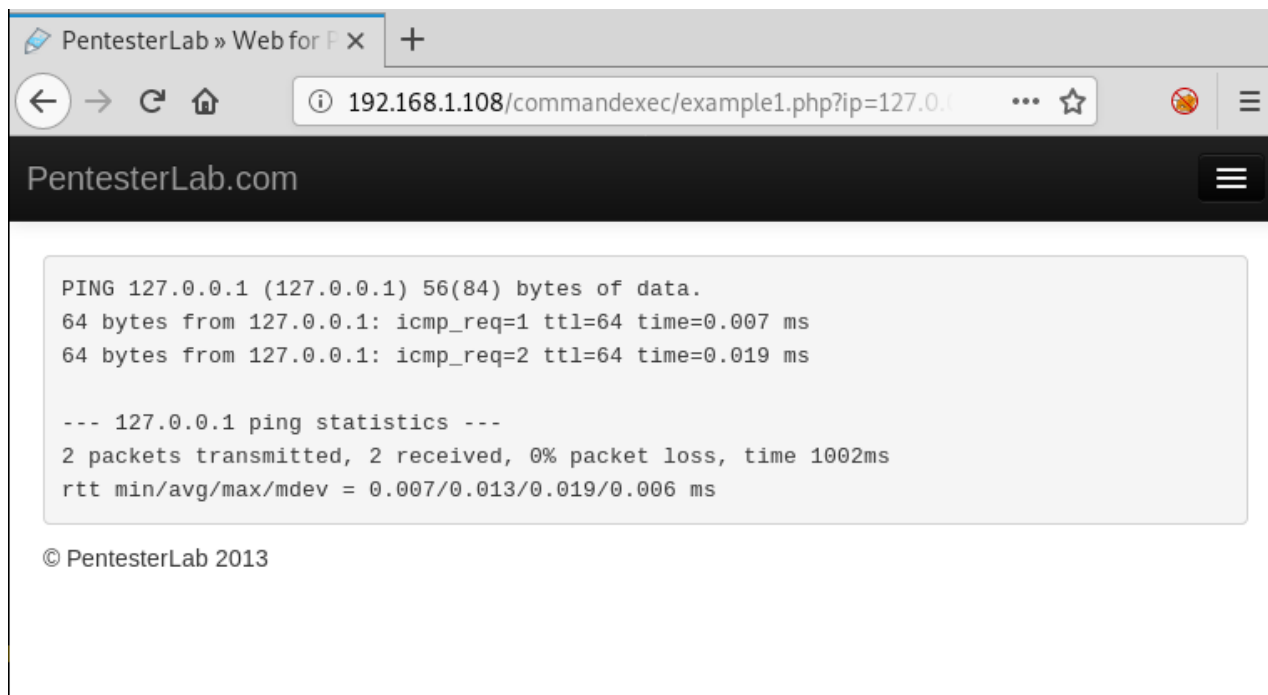 PentesterLab » Web for P
192.168.1.108/commandexec/example1.php?ip=127.0.
PentesterLab.com
PING 127.0.0.1 (127.0.0.1) 56(84) bytes of data.
64 bytes from 127.0.0.1: icmp_req=1 ttl=64 time=0.007 ms
64 bytes from 127.0.0.1: icmp_req=2 ttl=64 time=0.019 ms
--- 127.0.0.1 ping statistics ---
2 packets transmitted, 2 received, 0% packet loss, time 1002ms
rtt min/avg/max/mdev = 0.007/0.013/0.019/0.006 ms
© PentesterLab 2013